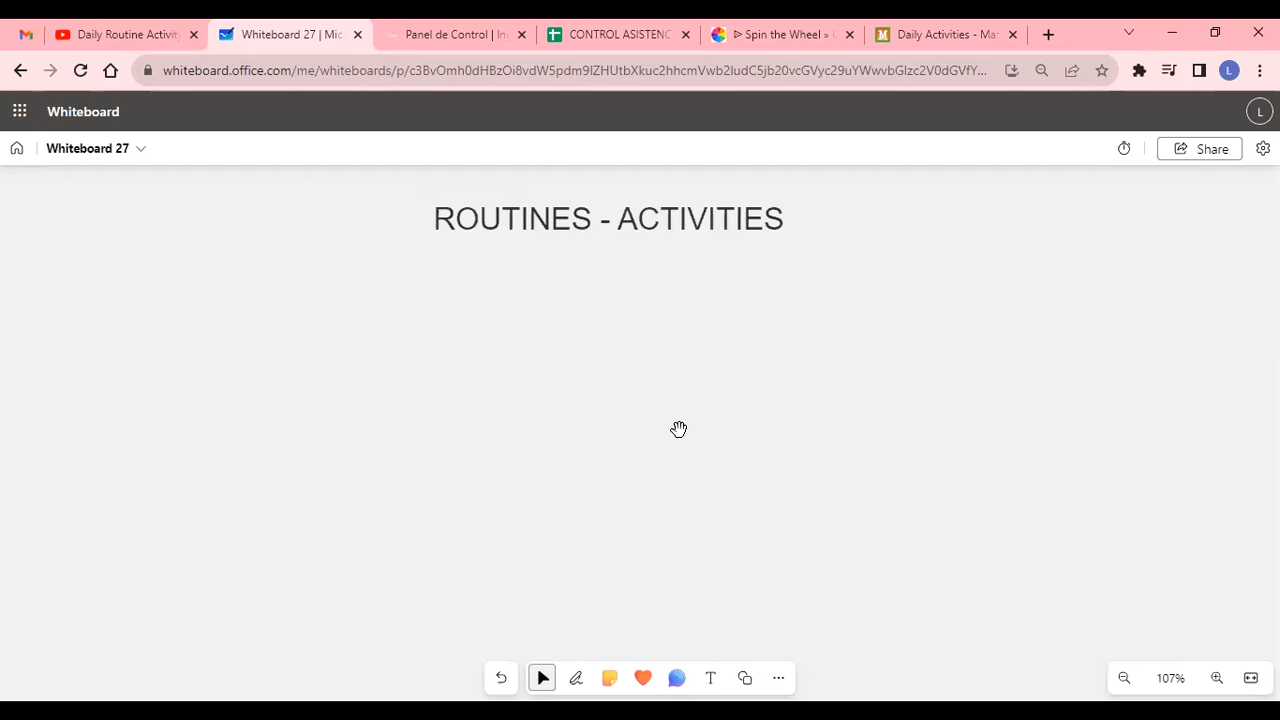 Daily Routine Activit
Whiteboard 27 | Mic
Panel de Control | In
CONTROL ASISTENC
Spin the Wheel »
Daily Activities - Ma
Whiteboard
L
Whiteboard 27
Share
ROUTINES - ACTIVITIES
T
107%